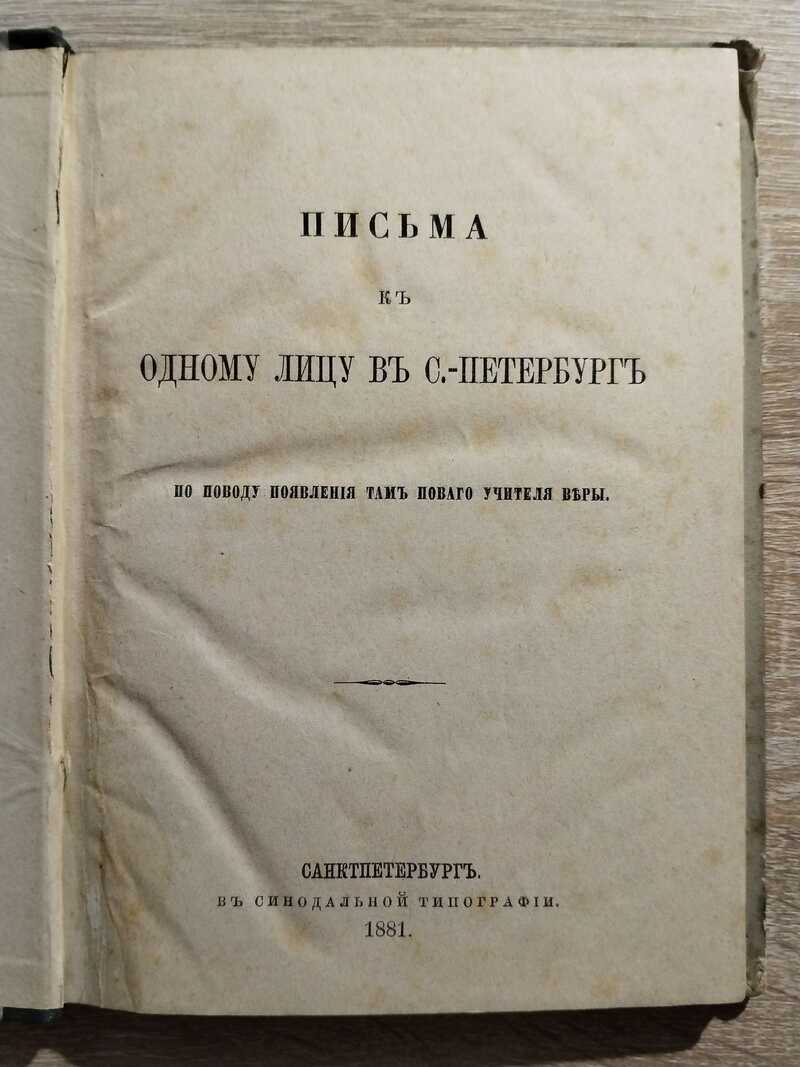 ПИСЬМА
КЪ
ОДНОМУ ЛИЦУ ВЪ С.-ПЕТЕРБУРГЪ
ПО ПОВОДУ ПОЯВЛЕНІЯ ТАМЪ НОВАГО УЧИТЕЛЯ ВѢРЫ.
САНКТПЕТЕРБУРГЪ.
ВЪ СИНОДАЛЬНОЙ ТИПОГРАФІИ.
1881.